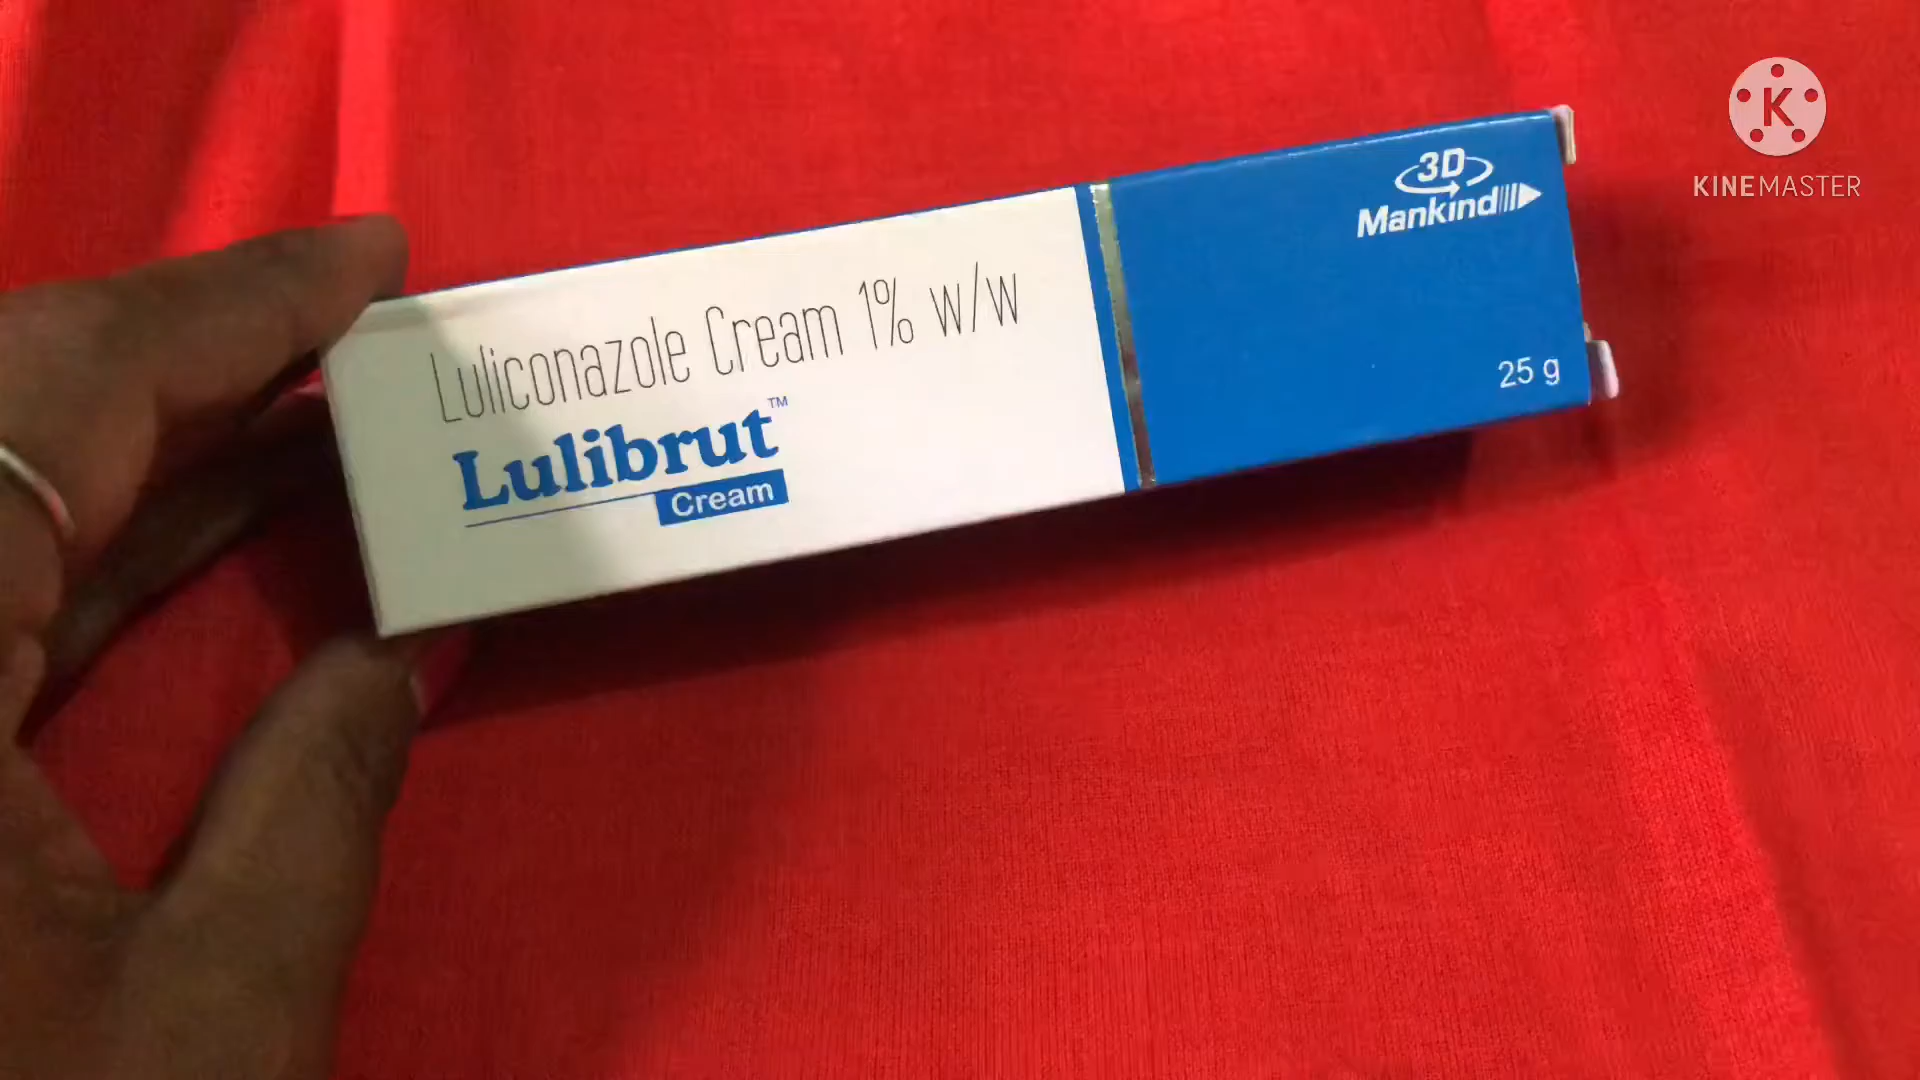 Luliconazole Cream 1% w/w
Lulibrut™
Cream
3D
Mankind
25 g
K
KINEMASTER